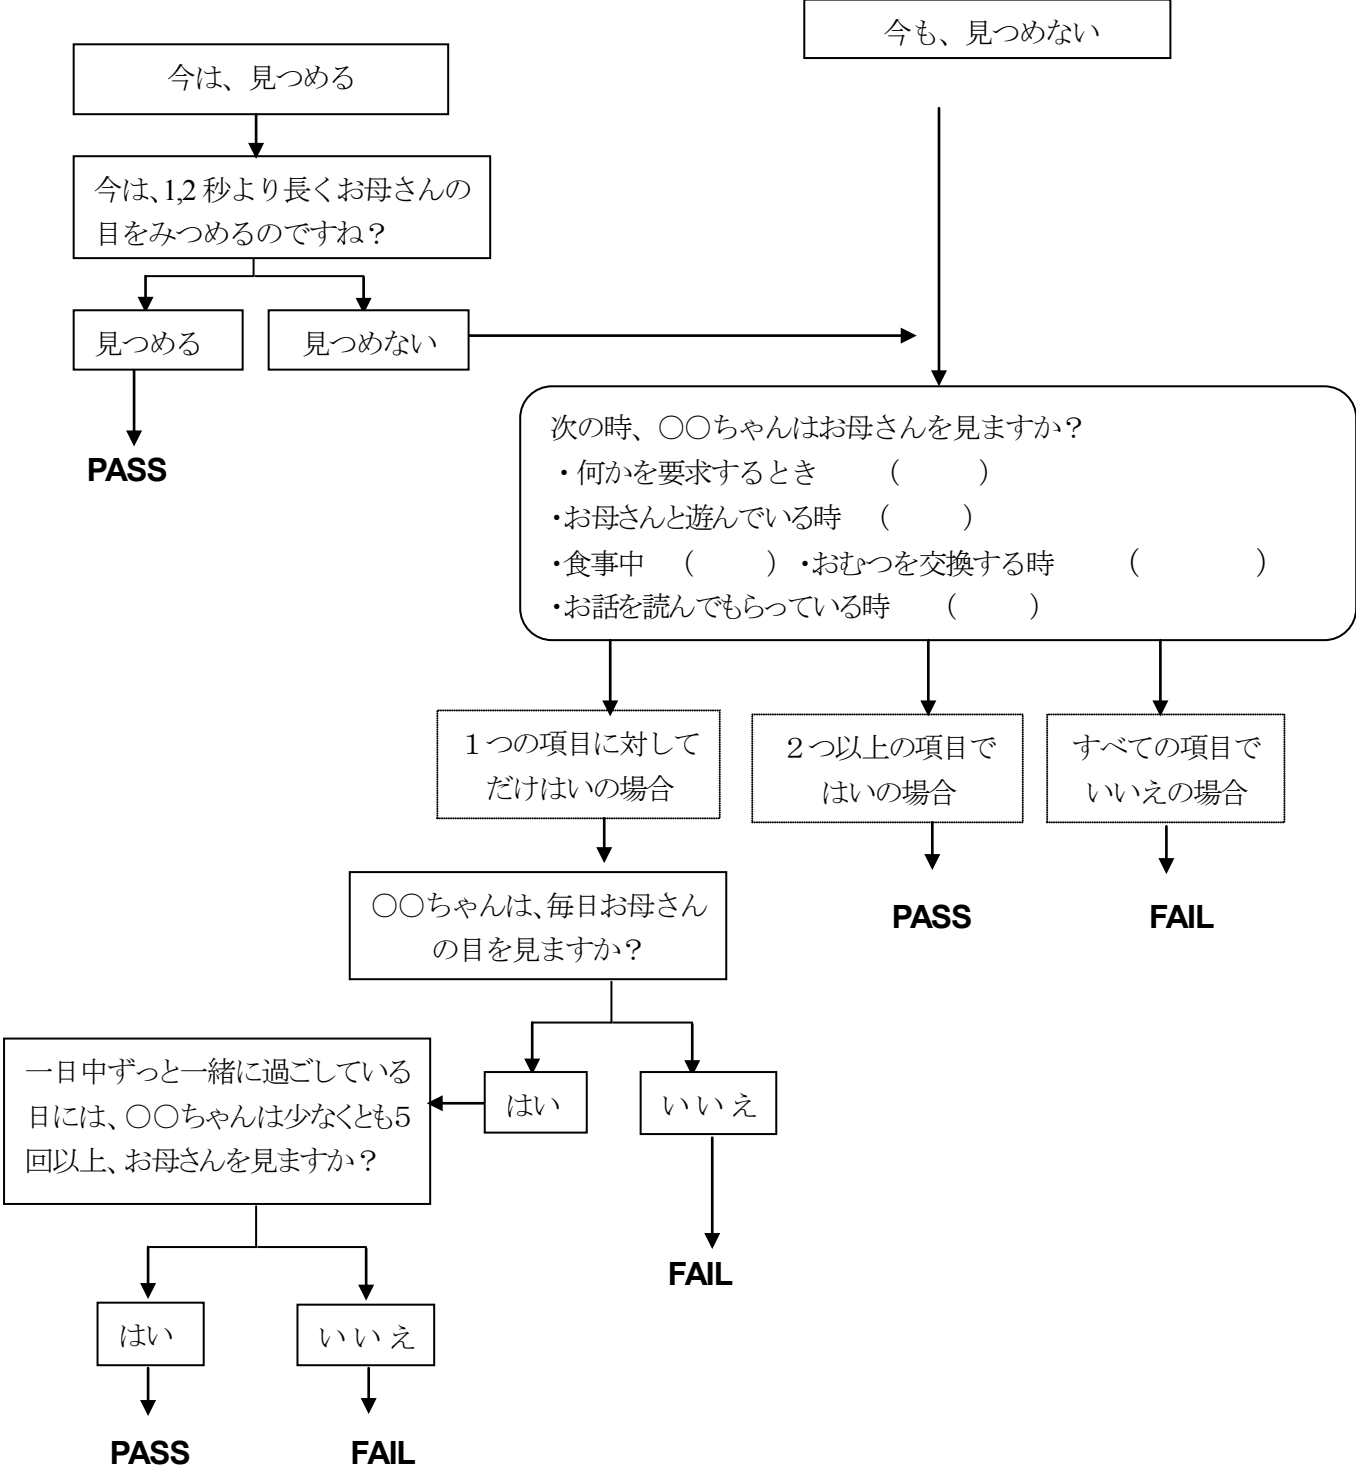 今も、見つめない
今は、見つめる
今は、1,2 秒より長くお母さんの
目をみつめるのですね？
見つめる
見つめない
PASS
次の時、〇〇ちゃんはお母さんを見ますか？
・何かを要求するとき （ ）
・お母さんと遊んでいる時 （ ）
・食事中 （ ） ・おむつを交換する時 （ ）
・お話を読んでもらっている時 （ ）
１つの項目に対して
だけはいの場合
２つ以上の項目で
はいの場合
すべての項目で
いいえの場合
PASS
FAIL
〇〇ちゃんは、毎日お母さん
の目を見ますか？
はい
いいえ
一日中ずっと一緒に過ごしている
日には、〇〇ちゃんは少なくとも5
回以上、お母さんを見ますか？
FAIL
はい
いいえ
PASS
FAIL